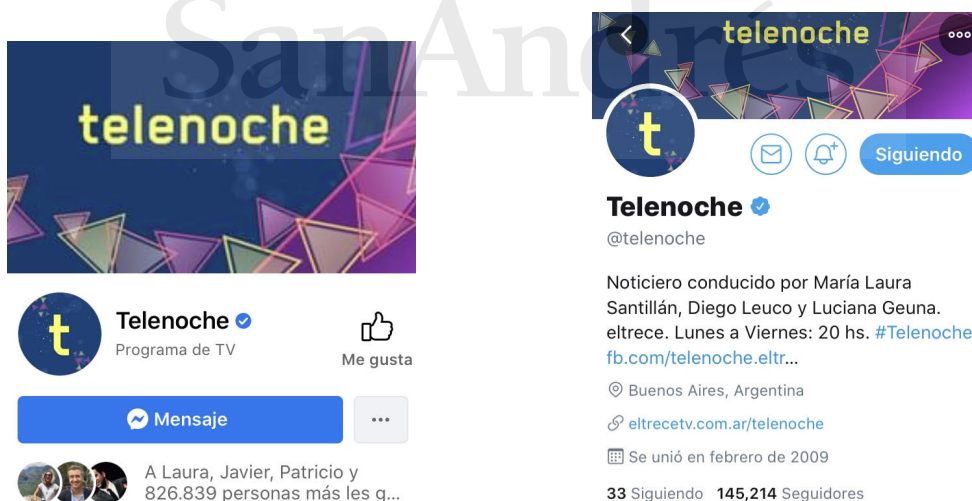 SanAndrés
telenoche
t
Telenoche
Programa de TV
Me gusta
Mensaje
A Laura, Javier, Patricio y
826.839 personas más les g...
telenoche
t
Siguiendo
Telenoche
@telenoche
Noticiero conducido por María Laura
Santillán, Diego Leuco y Luciana Geuna.
eltrece. Lunes a Viernes: 20 hs. #Telenoche
fb.com/telenoche.eltr...
Buenos Aires, Argentina
eltrecetv.com.ar/telenoche
Se unió en febrero de 2009
33 Siguiendo 145,214 Seguidores